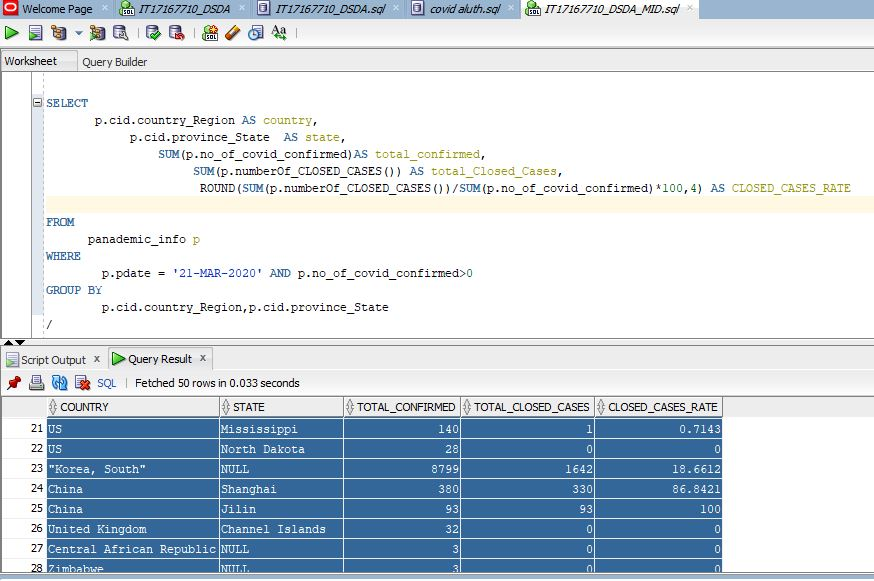 Welcome Page IT17167710_DSDA IT17167710_DSDA.sql covid aluth.sql IT17167710_DSDA_MID.sql
Worksheet Query Builder
SELECT
p.cid.country_Region AS country,
p.cid.province_State AS state,
SUM(p.no_of_covid_confirmed)AS total_confirmed,
SUM(p.numberOf_CLOSED_CASES()) AS total_Closed_Cases,
ROUND(SUM(p.numberOf_CLOSED_CASES())/SUM(p.no_of_covid_confirmed)*100,4) AS CLOSED_CASES_RATE
FROM
panademic_info p
WHERE
p.pdate = '21-MAR-2020' AND p.no_of_covid_confirmed>0
GROUP BY
p.cid.country_Region,p.cid.province_State
/
Script Output x Query Result x
SQL | Fetched 50 rows in 0.033 seconds
COUNTRY STATE TOTAL_CONFIRMED TOTAL_CLOSED_CASES CLOSED_CASES_RATE
21 US Mississippi 140 1 0.7143
22 US North Dakota 28 0 0
23 "Korea, South" NULL 8799 1642 18.6612
24 China Shanghai 380 330 86.8421
25 China Jilin 93 93 100
26 United Kingdom Channel Islands 32 0 0
27 Central African Republic NULL 3 0 0
28 Zimbabwe NULL 3 0 0